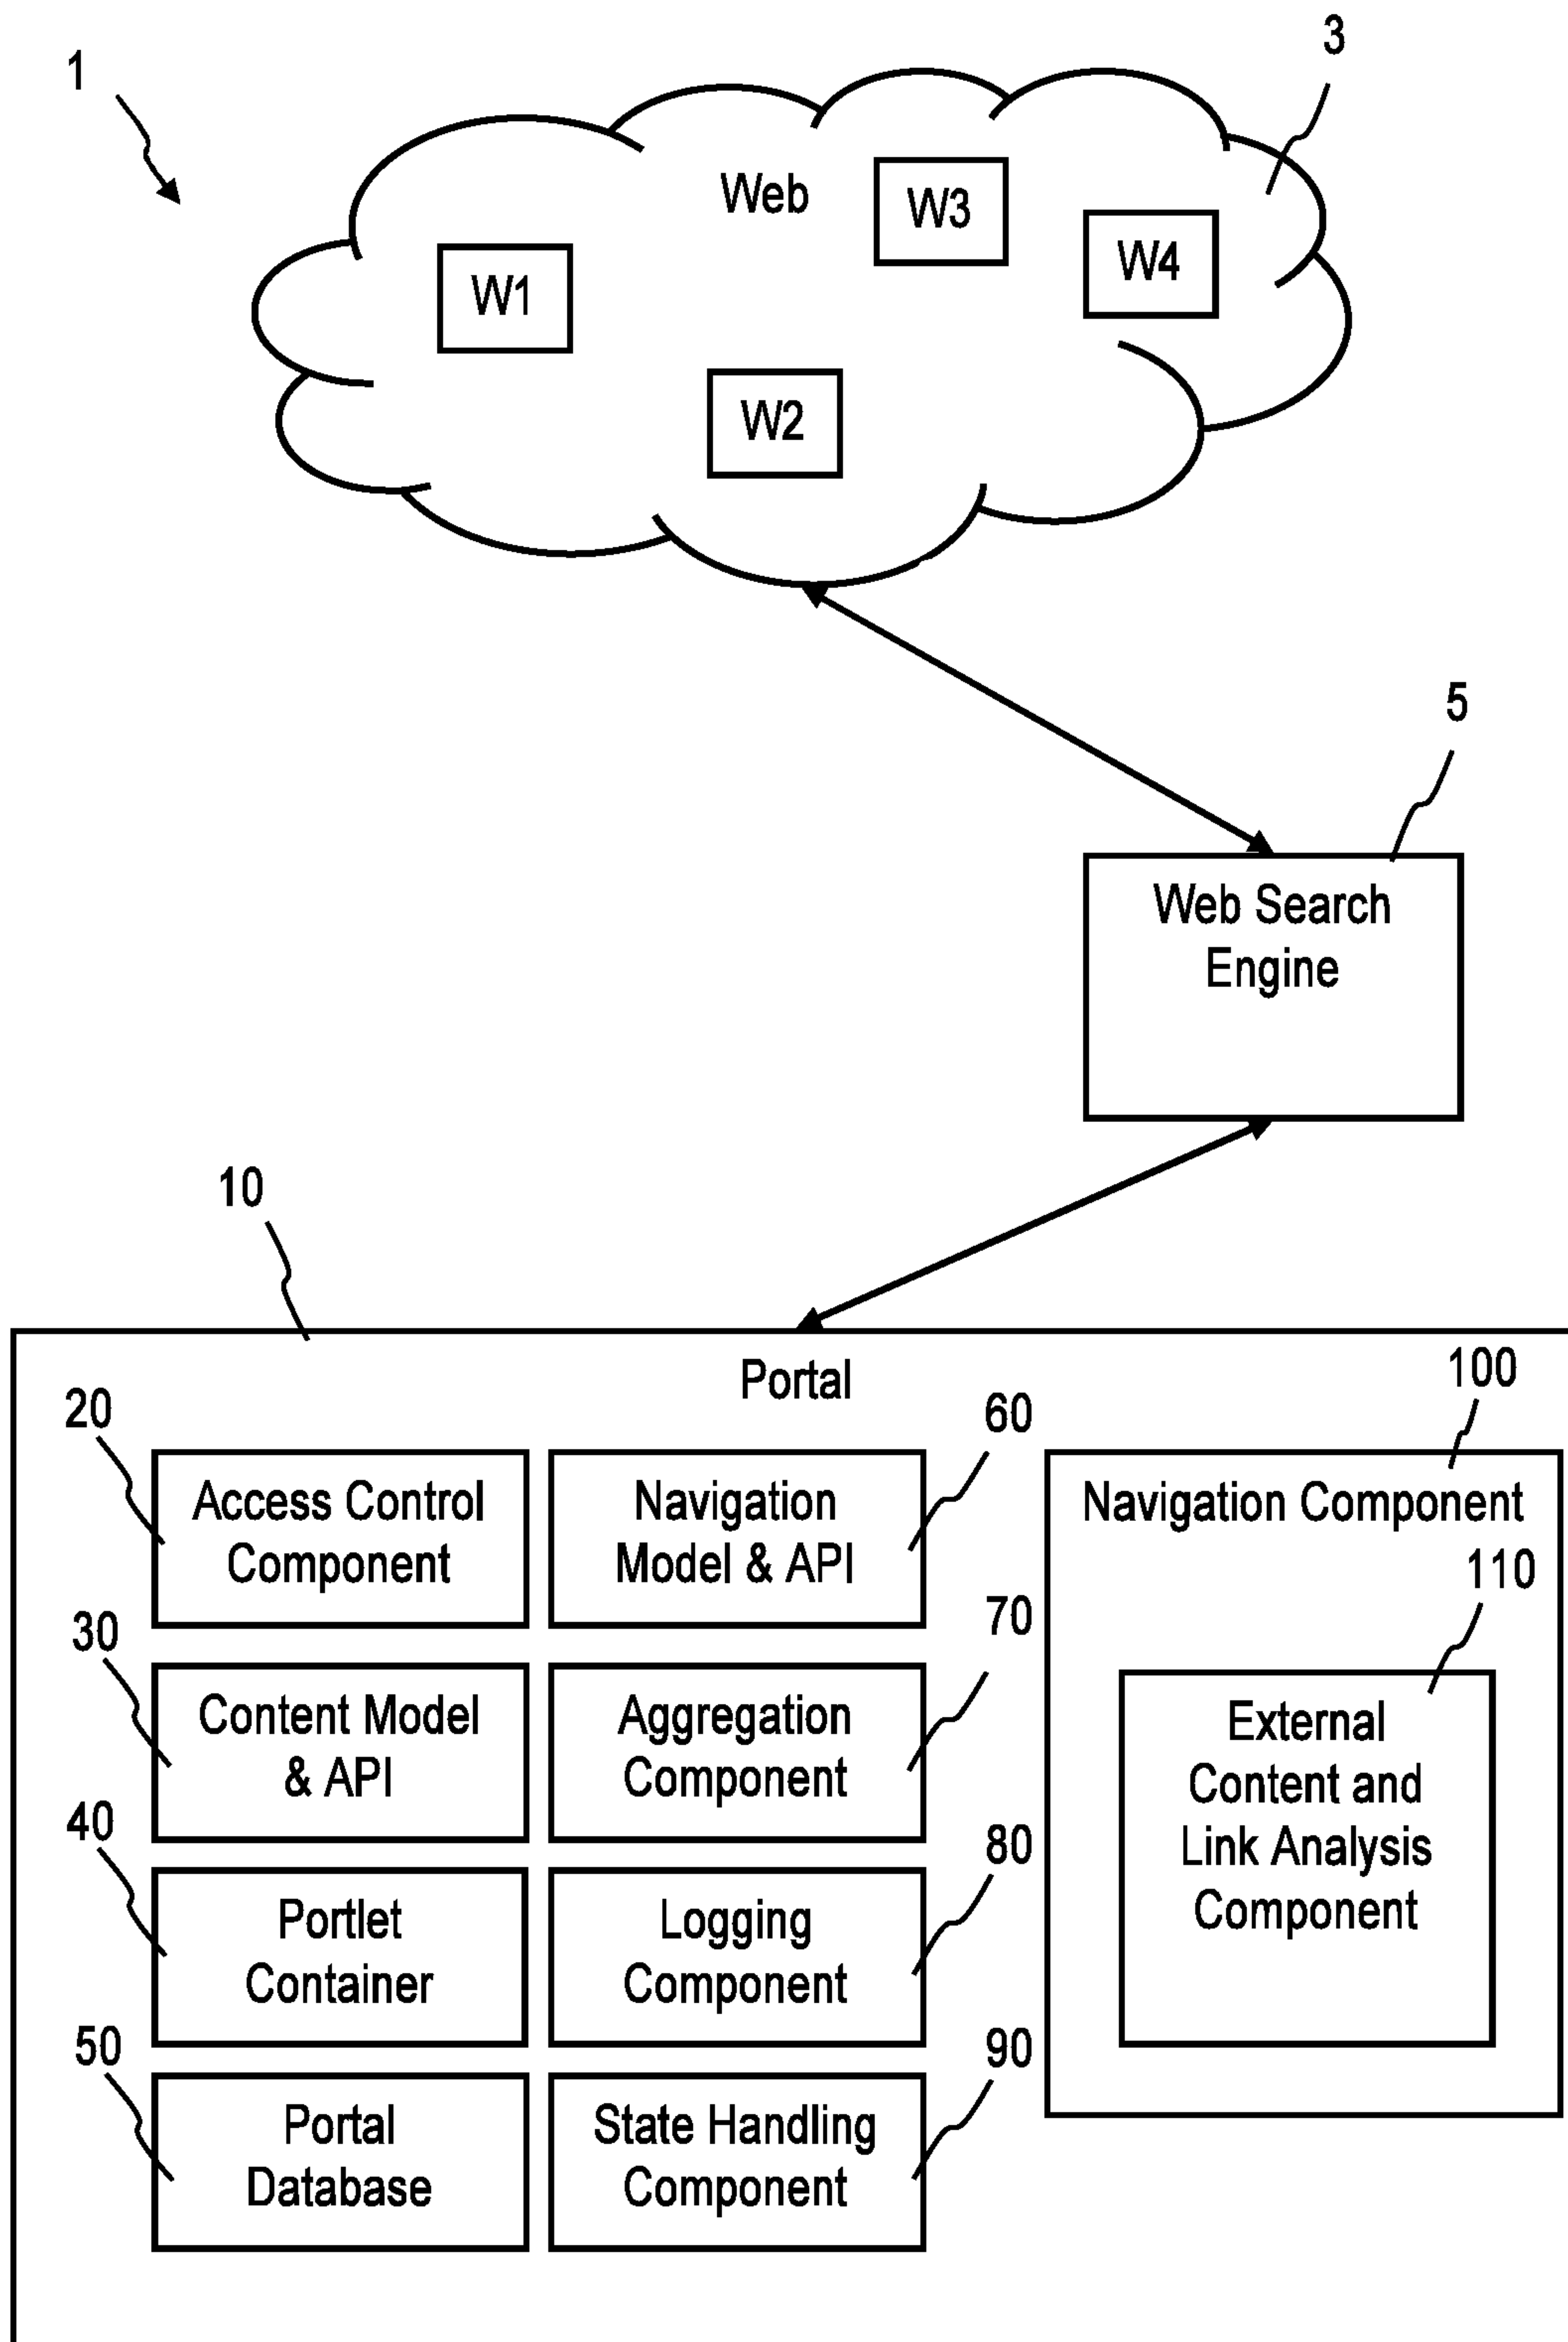 1
3
Web
W3
W4
W1
W2
5
Web Search
Engine
10
Portal
100
20
60
Access Control
Component
Navigation
Model & API
Navigation Component
110
30
70
Content Model
& API
Aggregation
Component
External
Content and
Link Analysis
Component
40
80
Portlet
Container
Logging
Component
50
90
Portal
Database
State Handling
Component